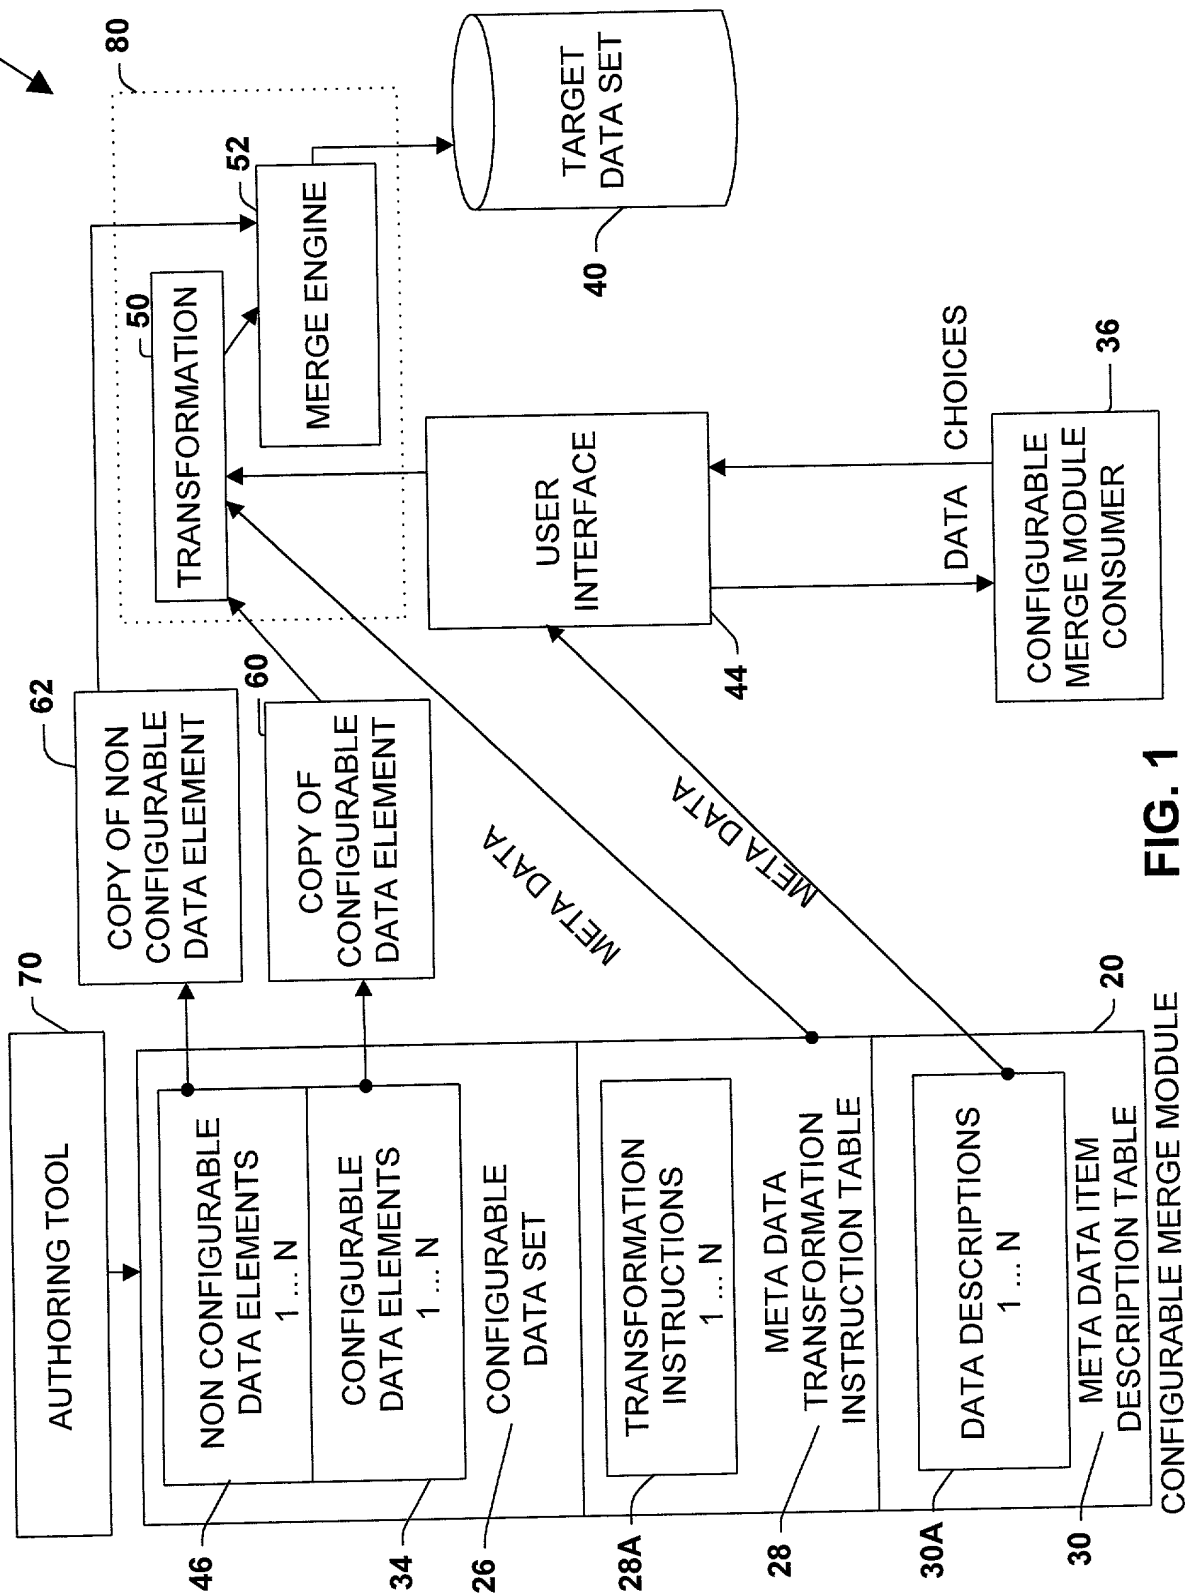 AUTHORING TOOL
70
NON CONFIGURABLE
DATA ELEMENTS
1 ... N
46
CONFIGURABLE
DATA ELEMENTS
1 ... N
34
CONFIGURABLE
DATA SET
26
TRANSFORMATION
INSTRUCTIONS
1 ... N
28A
META DATA
TRANSFORMATION
INSTRUCTION TABLE
28
DATA DESCRIPTIONS
1 ... N
30A
META DATA ITEM
DESCRIPTION TABLE
30
20
CONFIGURABLE MERGE MODULE
COPY OF NON
CONFIGURABLE
DATA ELEMENT
62
COPY OF
CONFIGURABLE
DATA ELEMENT
60
META DATA
META DATA
TRANSFORMATION
50
MERGE ENGINE
52
80
USER
INTERFACE
44
DATA
CHOICES
CONFIGURABLE
MERGE MODULE
CONSUMER
36
TARGET
DATA SET
40
FIG. 1